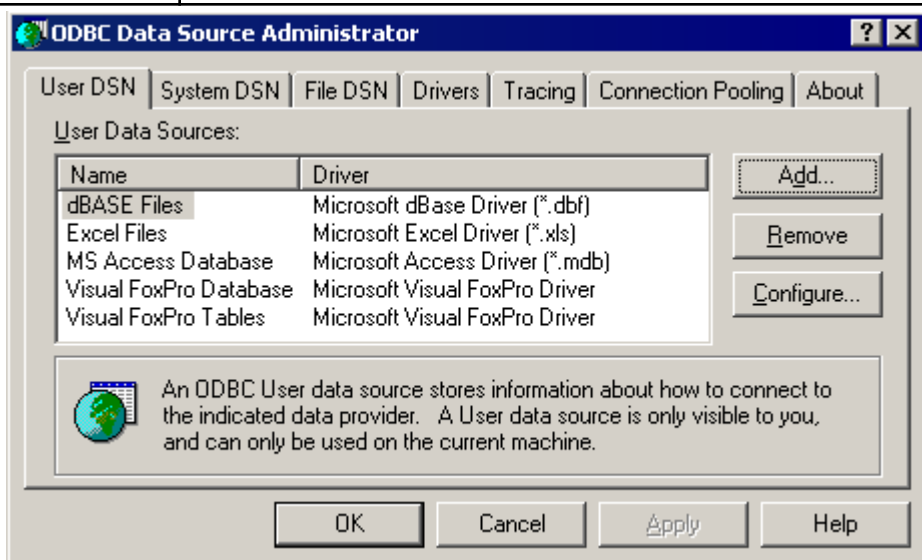 ODBC Data Source Administrator
User DSN System DSN File DSN Drivers Tracing Connection Pooling About
User Data Sources:
Name Driver
dBASE Files Microsoft dBase Driver (*.dbf)
Excel Files Microsoft Excel Driver (*.xls)
MS Access Database Microsoft Access Driver (*.mdb)
Visual FoxPro Database Microsoft Visual FoxPro Driver
Visual FoxPro Tables Microsoft Visual FoxPro Driver
Add...
Remove
Configure...
An ODBC User data source stores information about how to connect to
the indicated data provider. A User data source is only visible to you,
and can only be used on the current machine.
OK Cancel Apply Help